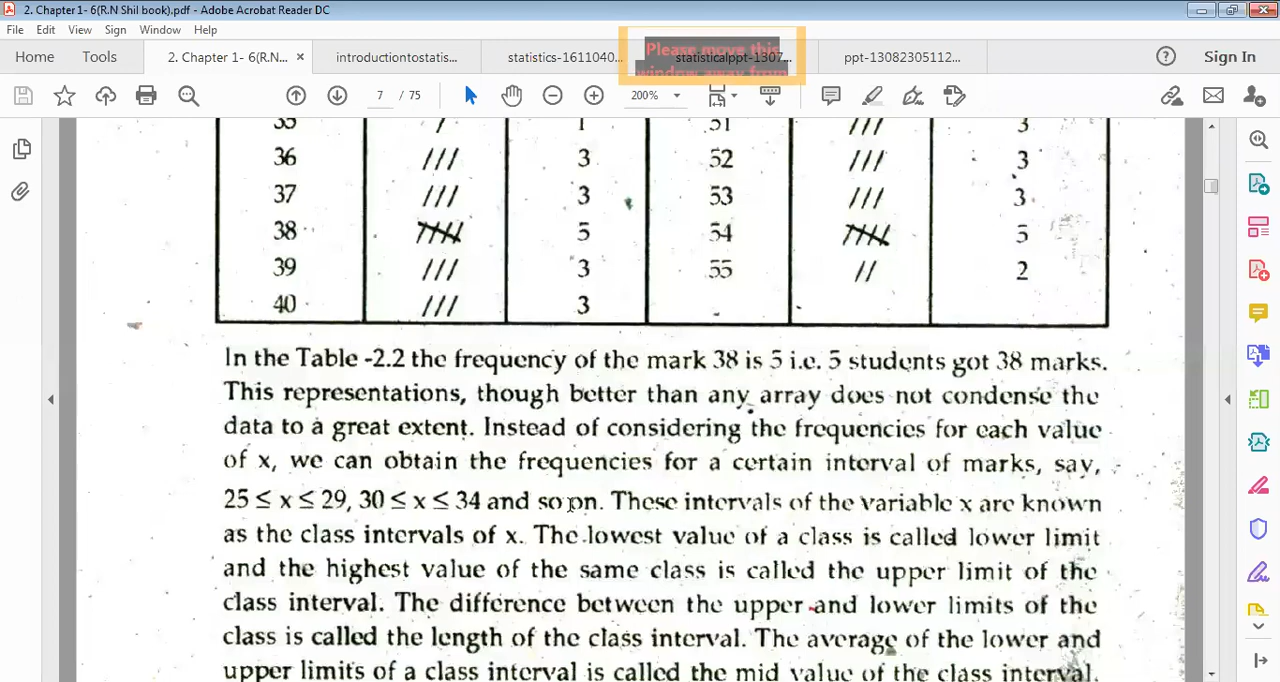 2. Chapter 1- 6(R.N Shil book).pdf - Adobe Acrobat Reader DC
File Edit View Sign Window Help
Home Tools 2. Chapter 1- 6(R.N... × introductiontostatis... statistics-1611040... statisticalppt-1307... ppt-13082305112... Sign In
Please move this
window away from
7 / 75 200%
35 / 1 51 /// 3
36 /// 3 52 /// 3
37 /// 3 53 /// 3
38 5 54 5
39 /// 3 55 // 2
40 /// 3
In the Table -2.2 the frequency of the mark 38 is 5 i.e. 5 students got 38 marks.
This representations, though better than any array does not condense the
data to a great extent. Instead of considering the frequencies for each value
of x, we can obtain the frequencies for a certain interval of marks, say,
25 ≤ x ≤ 29, 30 ≤ x ≤ 34 and so on. These intervals of the variable x are known
as the class intervals of x. The lowest value of a class is called lower limit
and the highest value of the same class is called the upper limit of the
class interval. The difference between the upper and lower limits of the
class is called the length of the class interval. The average of the lower and
upper limits of a class interval is called the mid value of the class interval.